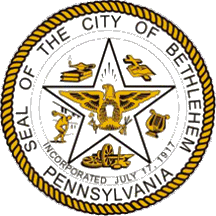 SEAL OF THE CITY OF BETHLEHEM
PENNSYLVANIA
INCORPORATED JULY 17, 1917